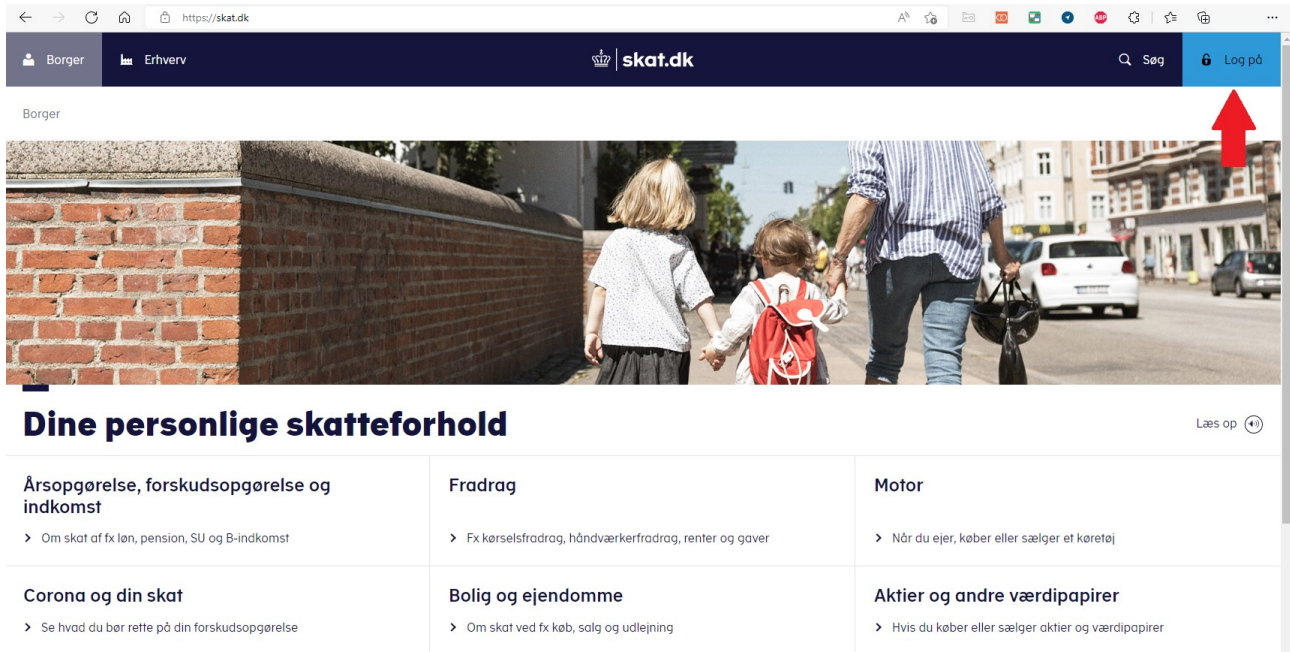 https://skat.dk
Borger
Erhverv
skat.dk
Søg
Log på
Borger
Dine personlige skatteforhold
Læs op
Årsopgørelse, forskudsopgørelse og
indkomst
Om skat af fx løn, pension, SU og B-indkomst
Fradrag
Fx kørselsfradrag, håndværkerfradrag, renter og gaver
Motor
Når du ejer, køber eller sælger et køretøj
Corona og din skat
Se hvad du bør rette på din forskudsopgørelse
Bolig og ejendomme
Om skat ved fx køb, salg og udlejning
Aktier og andre værdipapirer
Hvis du køber eller sælger aktier og værdipapirer